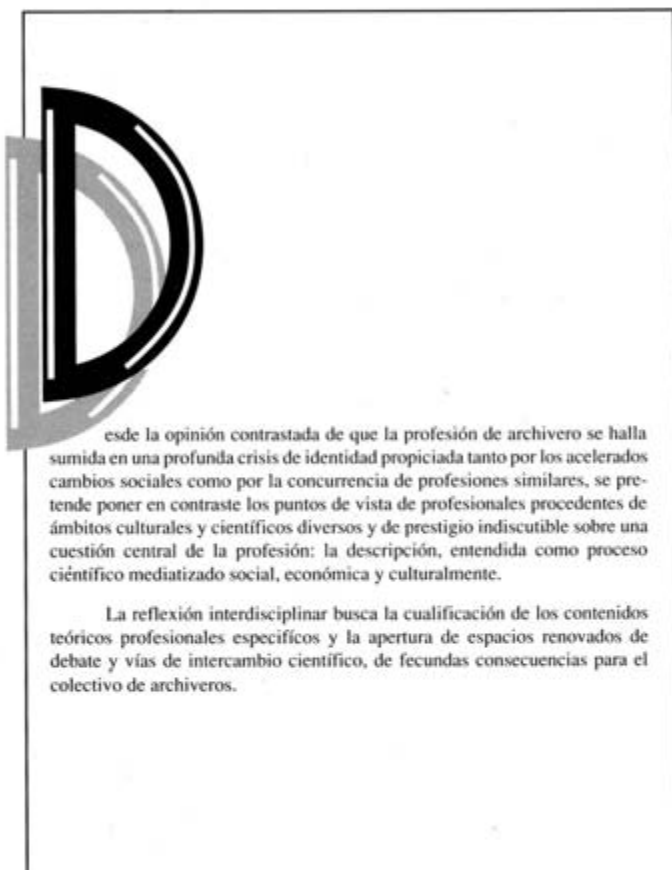 D
esde la opinión contrastada de que la profesión de archivero se halla
sumida en una profunda crisis de identidad propiciada tanto por los acelerados
cambios sociales como por la concurrencia de profesiones similares, se pre-
tende poner en contraste los puntos de vista de profesionales procedentes de
ámbitos culturales y científicos diversos y de prestigio indiscutible sobre una
cuestión central de la profesión: la descripción, entendida como proceso
ciéntífico mediatizado social, económica y culturalmente.
La reflexión interdisciplinar busca la cualificación de los contenidos
teóricos profesionales especifícos y la apertura de espacios renovados de
debate y vías de intercambio científico, de fecundas consecuencias para el
colectivo de archiveros.